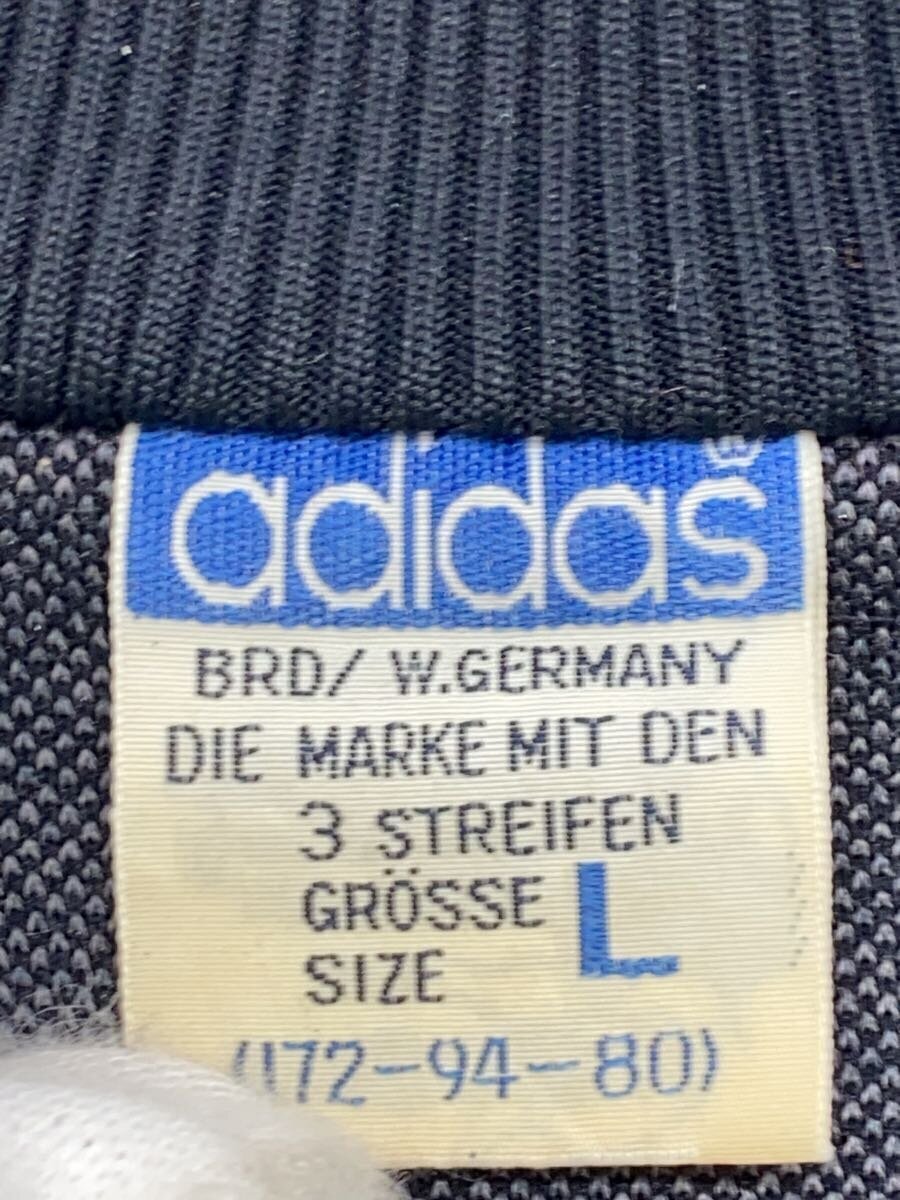 adidas
BRD/ W.GERMANY
DIE MARKE MIT DEN
3 STREIFEN
GRÖSSE L
SIZE
(172-94-80)